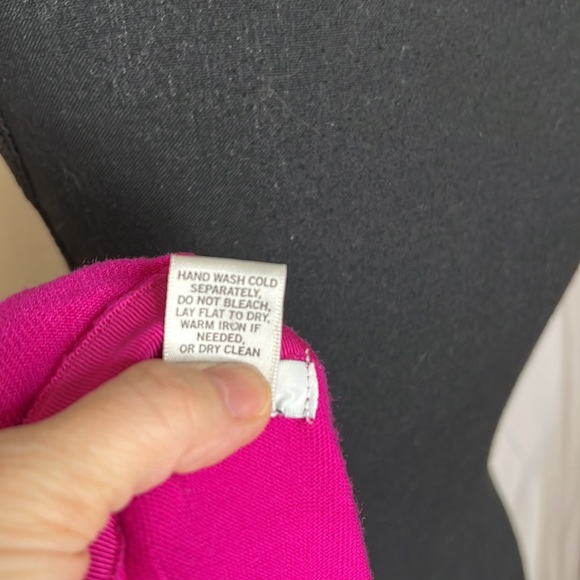 HAND WASH COLD
SEPARATELY,
DO NOT BLEACH,
LAY FLAT TO DRY,
WARM IRON IF
NEEDED,
OR DRY CLEAN